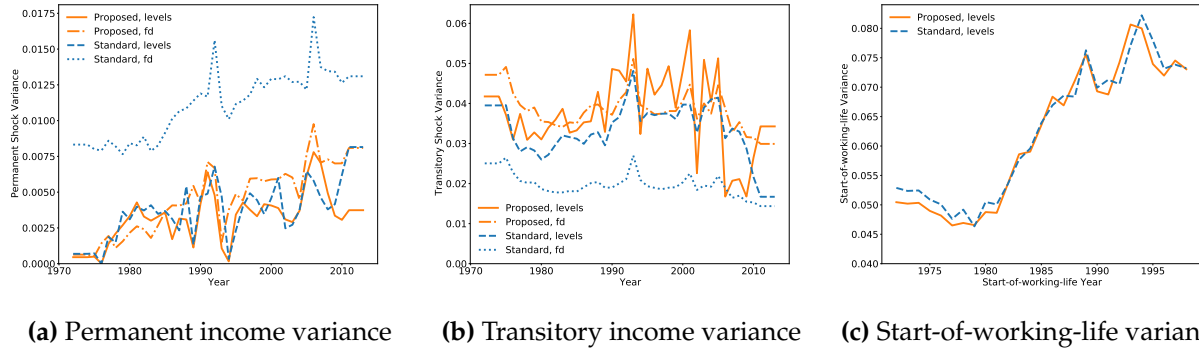 0.0175
0.0150
0.0125
0.0100
0.0075
0.0050
0.0025
0.0000
Permanent Shock Variance
Proposed, levels
Proposed, fd
Standard, levels
Standard, fd
1970 1980 1990 2000 2010
Year
(a) Permanent income variance
0.06
0.05
0.04
0.03
0.02
0.01
0.00
Transitory Shock Variance
Proposed, levels
Proposed, fd
Standard, levels
Standard, fd
1970 1980 1990 2000 2010
Year
(b) Transitory income variance
0.080
0.075
0.070
0.065
0.060
0.055
0.050
0.045
0.040
Start-of-working-life Variance
Proposed, levels
Standard, levels
1975 1980 1985 1990 1995
Start-of-working-life Year
(c) Start-of-working-life varian